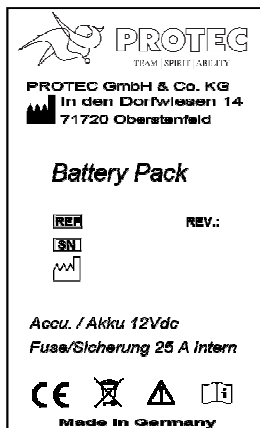 PROTEC
TEAM | SPIRIT | ABILITY
PROTEC GmbH & Co. KG
In den Dorfwiesen 14
71720 Oberstenfeld
Battery Pack
REF REV.:
SN
Accu. / Akku 12Vdc
Fuse/Sicherung 25 A intern
CE
Made in Germany